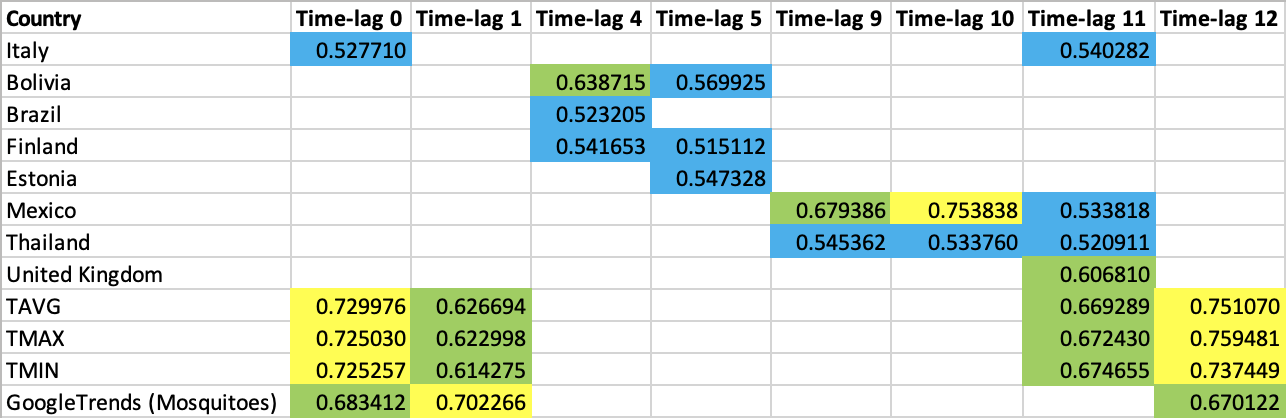 Country Time-lag 0 Time-lag 1 Time-lag 4 Time-lag 5 Time-lag 9 Time-lag 10 Time-lag 11 Time-lag 12
Italy 0.527710 0.540282
Bolivia 0.638715 0.569925
Brazil 0.523205
Finland 0.541653 0.515112
Estonia 0.547328
Mexico 0.679386 0.753838 0.533818
Thailand 0.545362 0.533760 0.520911
United Kingdom 0.606810
TAVG 0.729976 0.626694 0.669289 0.751070
TMAX 0.725030 0.622998 0.672430 0.759481
TMIN 0.725257 0.614275 0.674655 0.737449
GoogleTrends (Mosquitoes) 0.683412 0.702266 0.670122